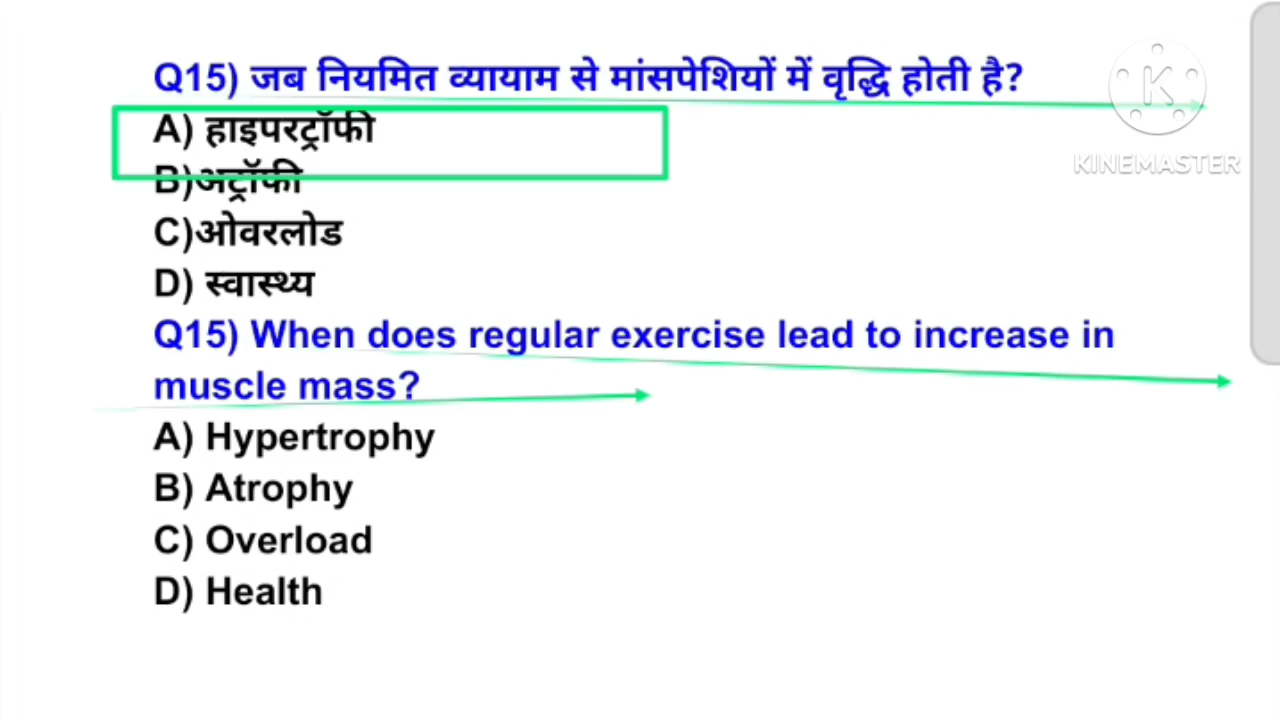 Q15) जब नियमित व्यायाम से मांसपेशियों में वृद्धि होती है?
A) हाइपरट्रॉफी
B)अट्रॉफी
C)ओवरलोड
D) स्वास्थ्य
Q15) When does regular exercise lead to increase in
muscle mass?
A) Hypertrophy
B) Atrophy
C) Overload
D) Health
K
KINEMASTER